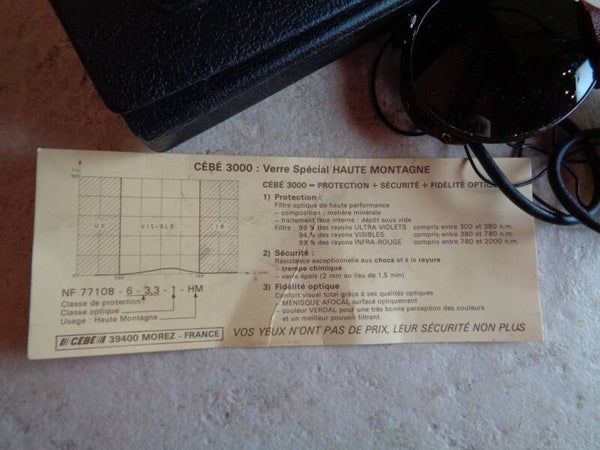 CÉBÉ 3000 : Verre Spécial HAUTE MONTAGNE
T%
100
UV
VISIBLE
IR
NF 77108 - 6 - 3,3 - 1 - HM
Classe de protection
Classe optique
Usage : Haute Montagne
CEBE 39400 MOREZ - FRANCE
CÉBÉ 3000 = PROTECTION + SÉCURITÉ + FIDÉLITÉ OPTIQUE
1) Protection :
Filtre optique de haute performance
– composition : matière minérale
– traitement face interne : dépôt sous vide
Filtre : 99 % des rayons ULTRA VIOLETS compris entre 300 et 380 n.m.
94 % des rayons VISIBLES compris entre 380 et 780 n.m.
99 % des rayons INFRA-ROUGE compris entre 780 et 2000 n.m.
2) Sécurité :
Résistance exceptionnelle aux chocs et à la rayure
– trempe chimique
– verre épais (2 mm au lieu de 1,5 mm)
3) Fidélité optique
Confort visuel total grâce à ses qualités optiques
– MÉNISQUE AFOCAL surfacé optiquement
– couleur VERDAL pour une très bonne perception des couleurs
et un meilleur pouvoir filtrant.
VOS YEUX N'ONT PAS DE PRIX, LEUR SÉCURITÉ NON PLUS